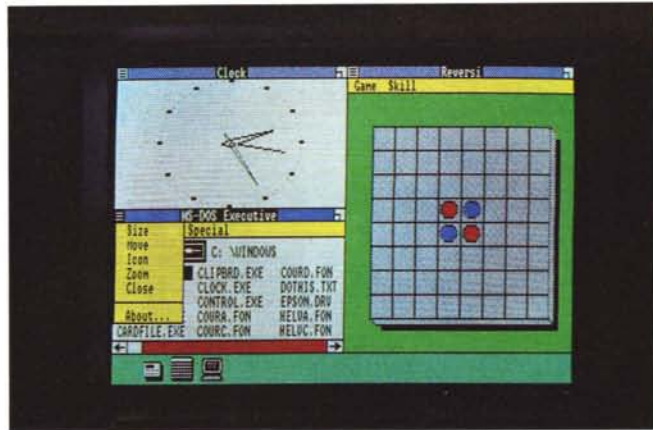 Clock
Reversi
Game Skill
MS-DOS Executive
Size
Move
Icon
Zoom
Close
About...
Special
C: \WINDOWS
CLIPBRD.EXE COURD.FON
CLOCK.EXE DOTHIS.TXT
CONTROL.EXE EPSON.DRV
COURA.FON HELVA.FON
CARDFILE.EXE COURC.FON HELVC.FON